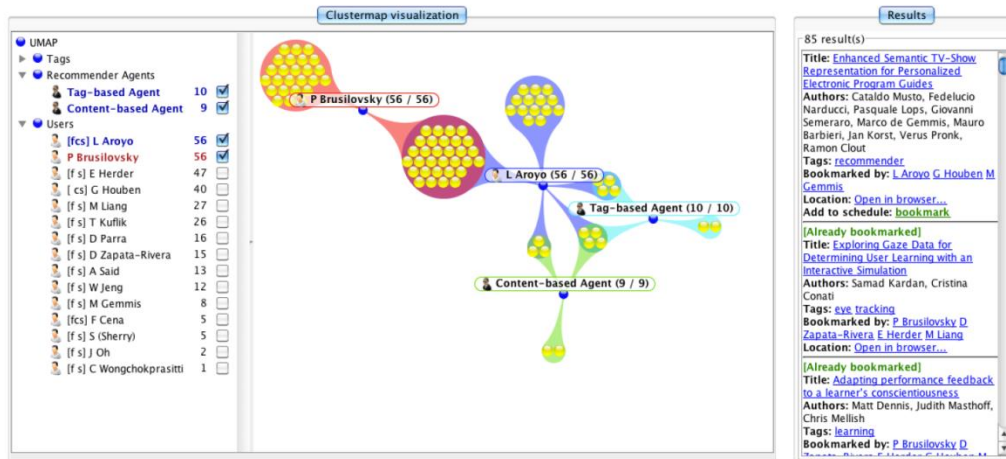 Clustermap visualization
UMAP
Tags
Recommender Agents
Tag-based Agent 10
Content-based Agent 9
Users
[fcs] L Aroyo 56
P Brusilovsky 56
[f s] E Herder 47
[ cs] G Houben 40
[f s] M Liang 27
[f s] T Kuflik 26
[f s] D Parra 16
[f s] D Zapata-Rivera 15
[f s] A Said 13
[f s] W Jeng 12
[f s] M Gemmis 8
[fcs] F Cena 5
[f s] S (Sherry) 5
[f s] J Oh 2
[f s] C Wongchokprasitti 1
P Brusilovsky (56 / 56)
L Aroyo (56 / 56)
Tag-based Agent (10 / 10)
Content-based Agent (9 / 9)
Results
85 result(s)
Title: Enhanced Semantic TV-Show
Representation for Personalized
Electronic Program Guides
Authors: Cataldo Musto, Fedelucio
Narducci, Pasquale Lops, Giovanni
Semeraro, Marco de Gemmis, Mauro
Barbieri, Jan Korst, Verus Pronk,
Ramon Clout
Tags: recommender
Bookmarked by: L Aroyo G Houben M
Gemmis
Location: Open in browser...
Add to schedule: bookmark
[Already bookmarked]
Title: Exploring Gaze Data for
Determining User Learning with an
Interactive Simulation
Authors: Samad Kardan, Cristina
Conati
Tags: eye tracking
Bookmarked by: P Brusilovsky D
Zapata-Rivera E Herder M Liang
Location: Open in browser...
[Already bookmarked]
Title: Adapting performance feedback
to a learner's conscientiousness
Authors: Matt Dennis, Judith Masthoff,
Chris Mellish
Tags: learning
Bookmarked by: P Brusilovsky D
Zapata-Rivera E Herder G Houben M